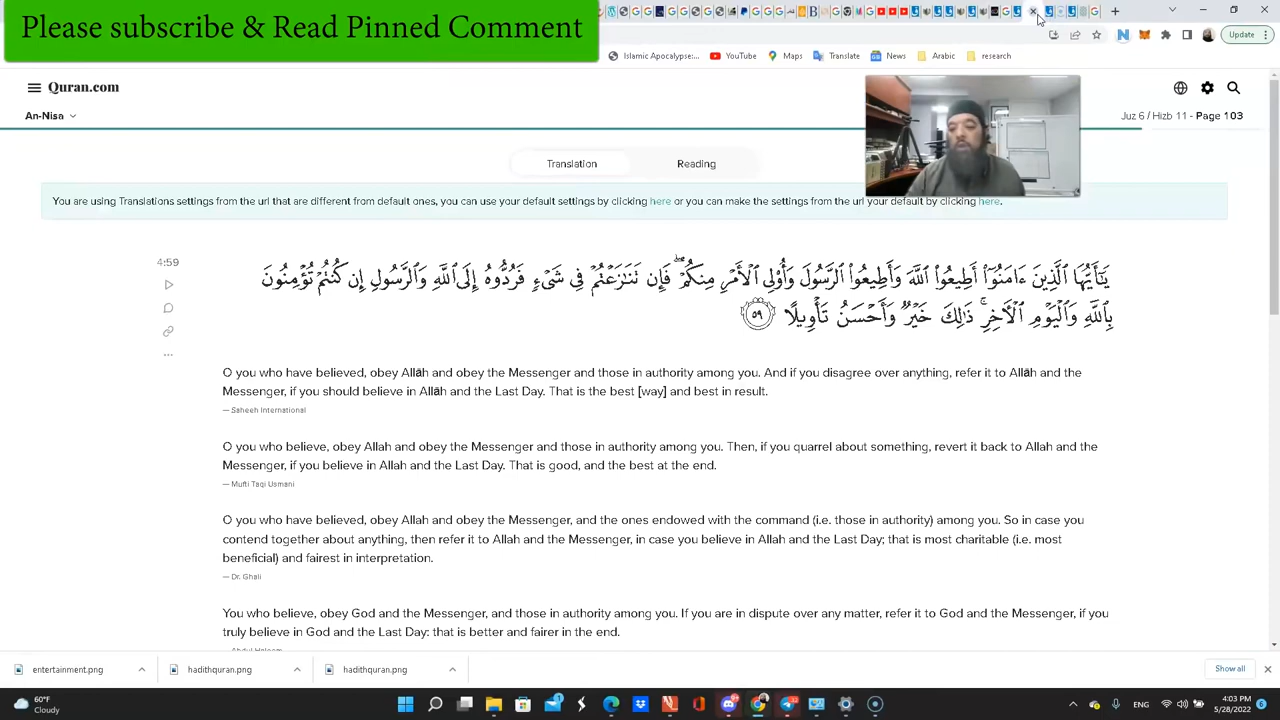 Please subscribe & Read Pinned Comment
Update
Islamic Apocalypse:...
YouTube
Maps
Translate
News
Arabic
research
Quran.com
An-Nisa
Juz 6 / Hizb 11 - Page 103
Translation
Reading
You are using Translations settings from the url that are different from default ones, you can use your default settings by clicking here or you can make the settings from the url your default by clicking here.
4:59
يَـٰٓأَيُّهَا ٱلَّذِينَ ءَامَنُوٓا۟ أَطِيعُوا۟ ٱللَّهَ وَأَطِيعُوا۟ ٱلرَّسُولَ وَأُو۟لِى ٱلْأَمْرِ مِنكُمْ ۖ فَإِن تَنَـٰزَعْتُمْ فِى شَىْءٍ فَرُدُّوهُ إِلَى ٱللَّهِ وَٱلرَّسُولِ إِن كُنتُمْ تُؤْمِنُونَ
بِٱللَّهِ وَٱلْيَوْمِ ٱلْـَٔاخِرِ ۚ ذَٰلِكَ خَيْرٌ وَأَحْسَنُ تَأْوِيلًا ٥٩
O you who have believed, obey Allāh and obey the Messenger and those in authority among you. And if you disagree over anything, refer it to Allāh and the
Messenger, if you should believe in Allāh and the Last Day. That is the best [way] and best in result.
— Saheeh International
O you who believe, obey Allah and obey the Messenger and those in authority among you. Then, if you quarrel about something, revert it back to Allah and the
Messenger, if you believe in Allah and the Last Day. That is good, and the best at the end.
— Mufti Taqi Usmani
O you who have believed, obey Allah and obey the Messenger, and the ones endowed with the command (i.e. those in authority) among you. So in case you
contend together about anything, then refer it to Allah and the Messenger, in case you believe in Allah and the Last Day; that is most charitable (i.e. most
beneficial) and fairest in interpretation.
— Dr. Ghali
You who believe, obey God and the Messenger, and those in authority among you. If you are in dispute over any matter, refer it to God and the Messenger, if you
truly believe in God and the Last Day: that is better and fairer in the end.
entertainment.png
hadithquran.png
hadithquran.png
Show all
60°F
Cloudy
ENG
4:03 PM
5/28/2022